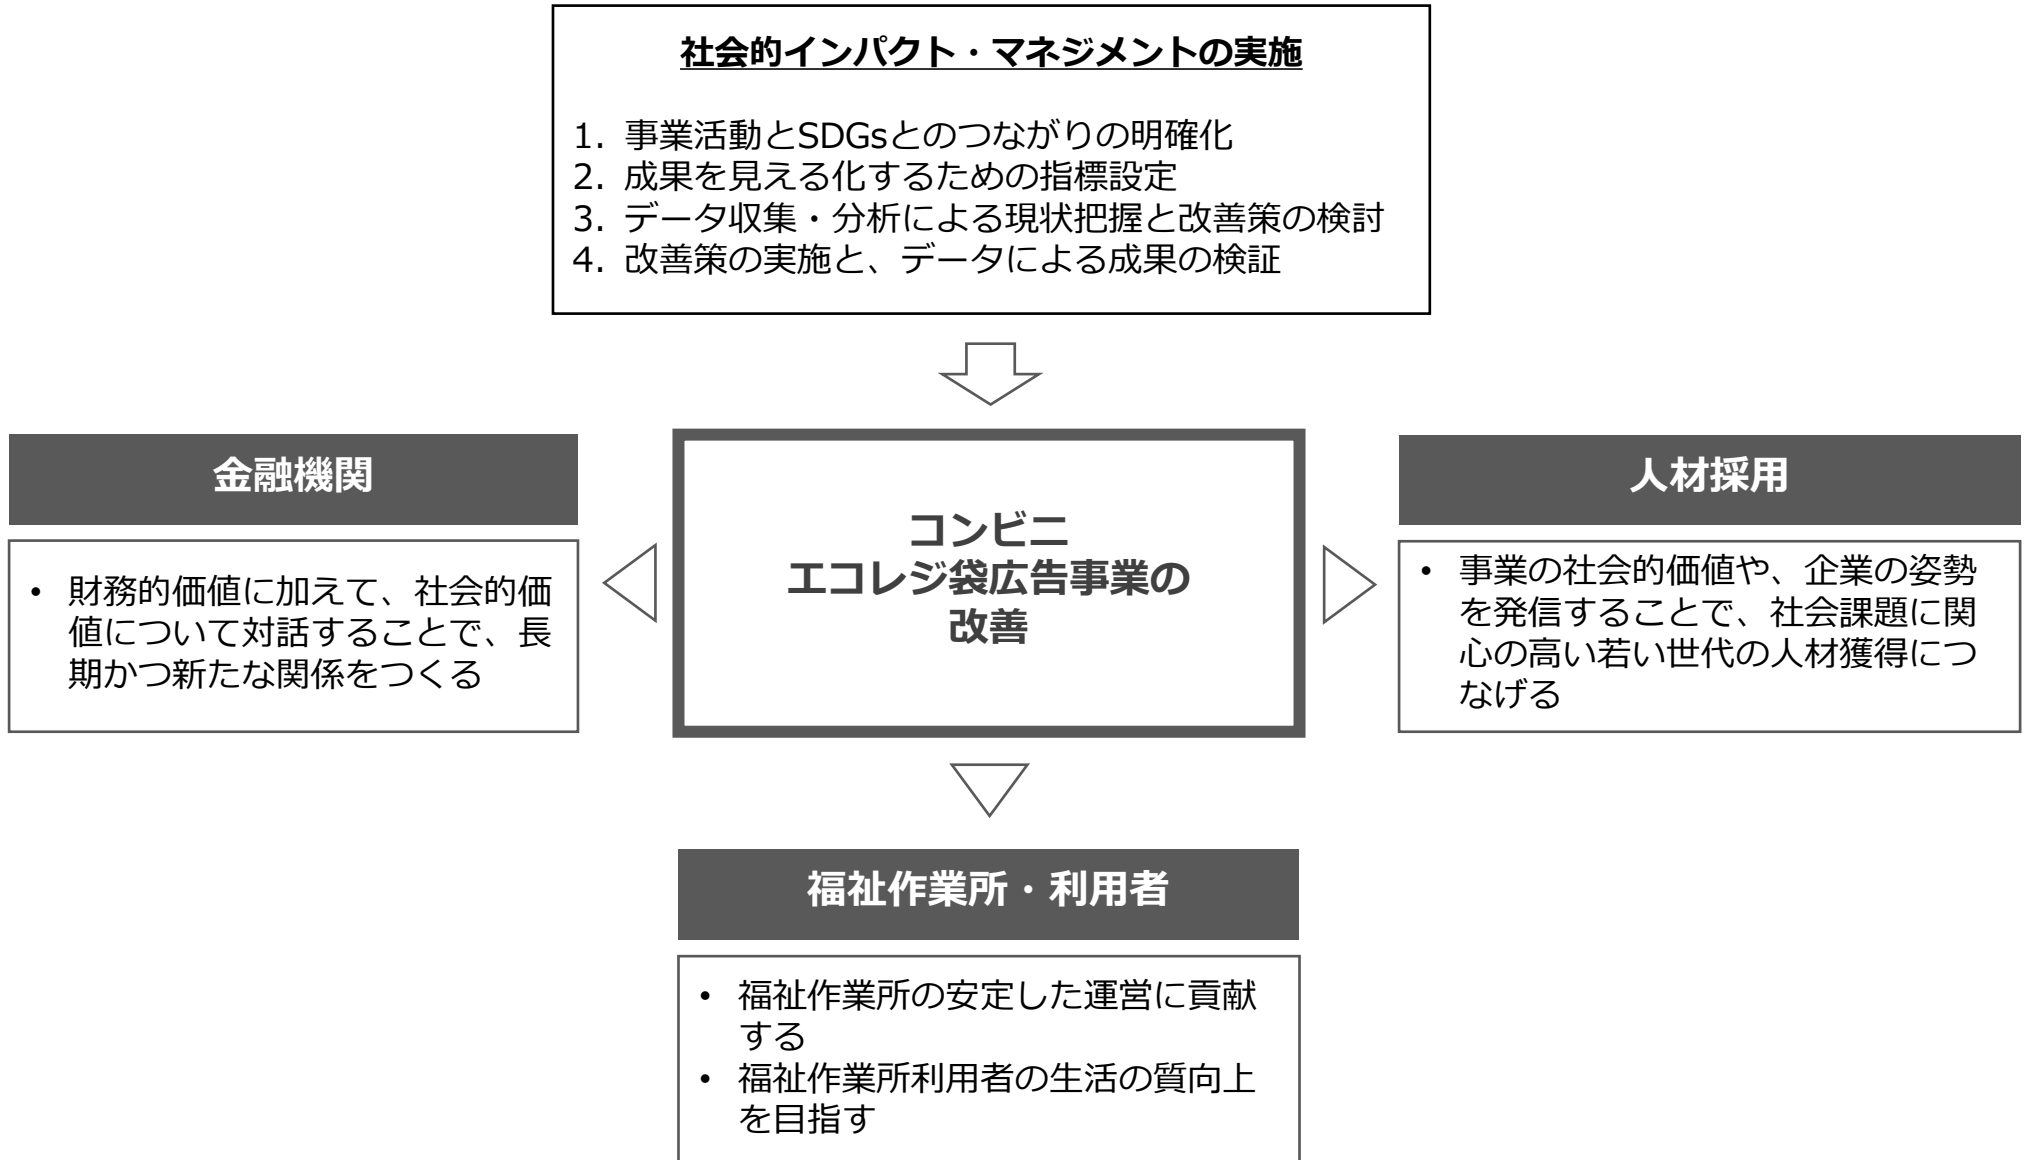 社会的インパクト・マネジメントの実施
1. 事業活動とSDGsとのつながりの明確化
2. 成果を見える化するための指標設定
3. データ収集・分析による現状把握と改善策の検討
4. 改善策の実施と、データによる成果の検証
金融機関
• 財務的価値に加えて、社会的価
値について対話することで、長
期かつ新たな関係をつくる
コンビニ
エコレジ袋広告事業の
改善
人材採用
• 事業の社会的価値や、企業の姿勢
を発信することで、社会課題に関
心の高い若い世代の人材獲得につ
なげる
福祉作業所・利用者
• 福祉作業所の安定した運営に貢献
する
• 福祉作業所利用者の生活の質向上
を目指す